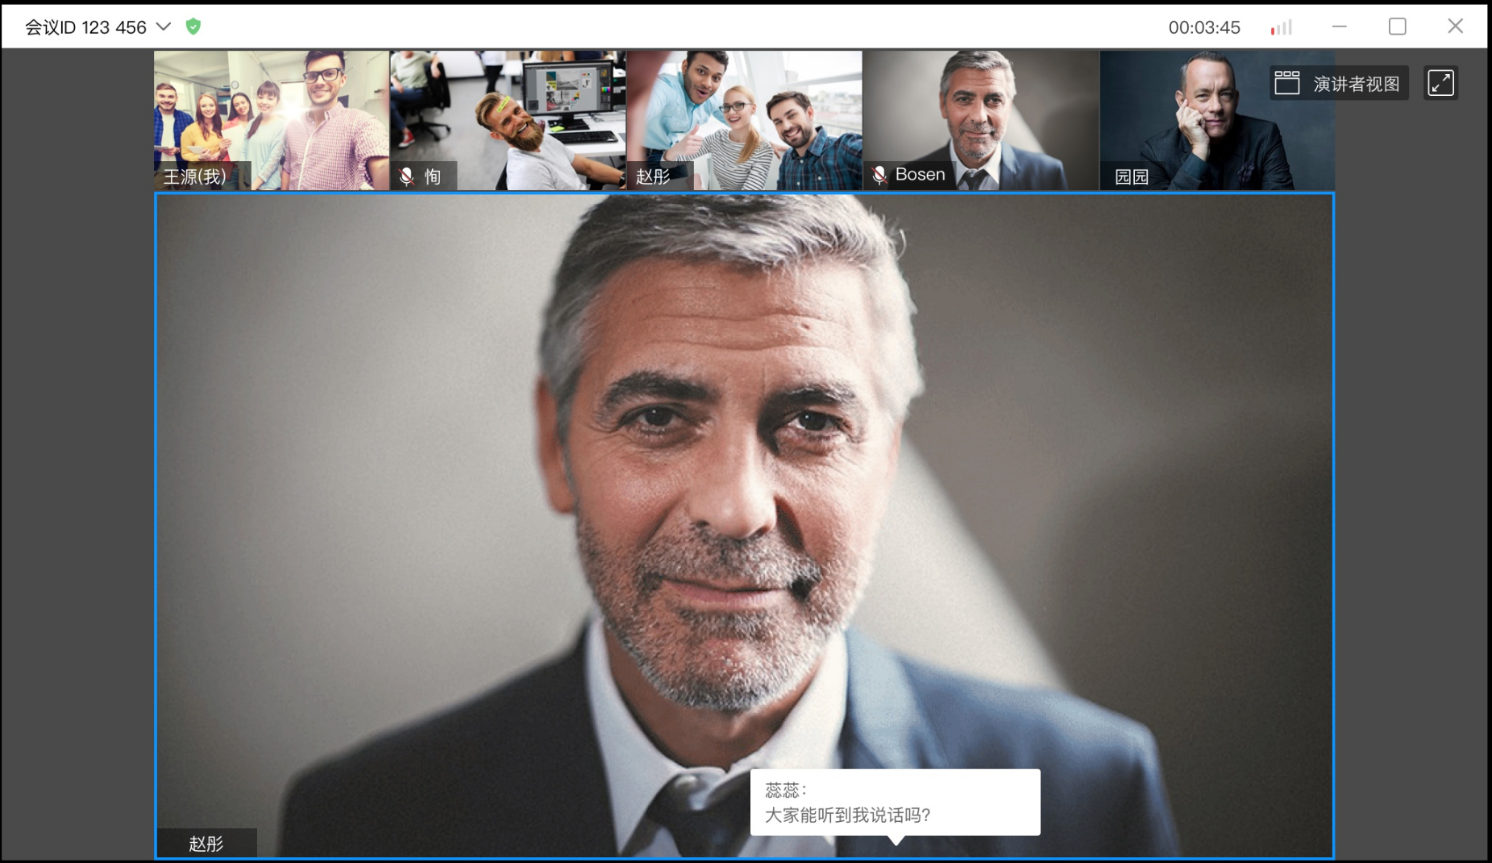 会议ID 123 456
00:03:45
演讲者视图
王源(我)
恂
赵彤
Bosen
园园
蕊蕊：
大家能听到我说话吗?
赵彤